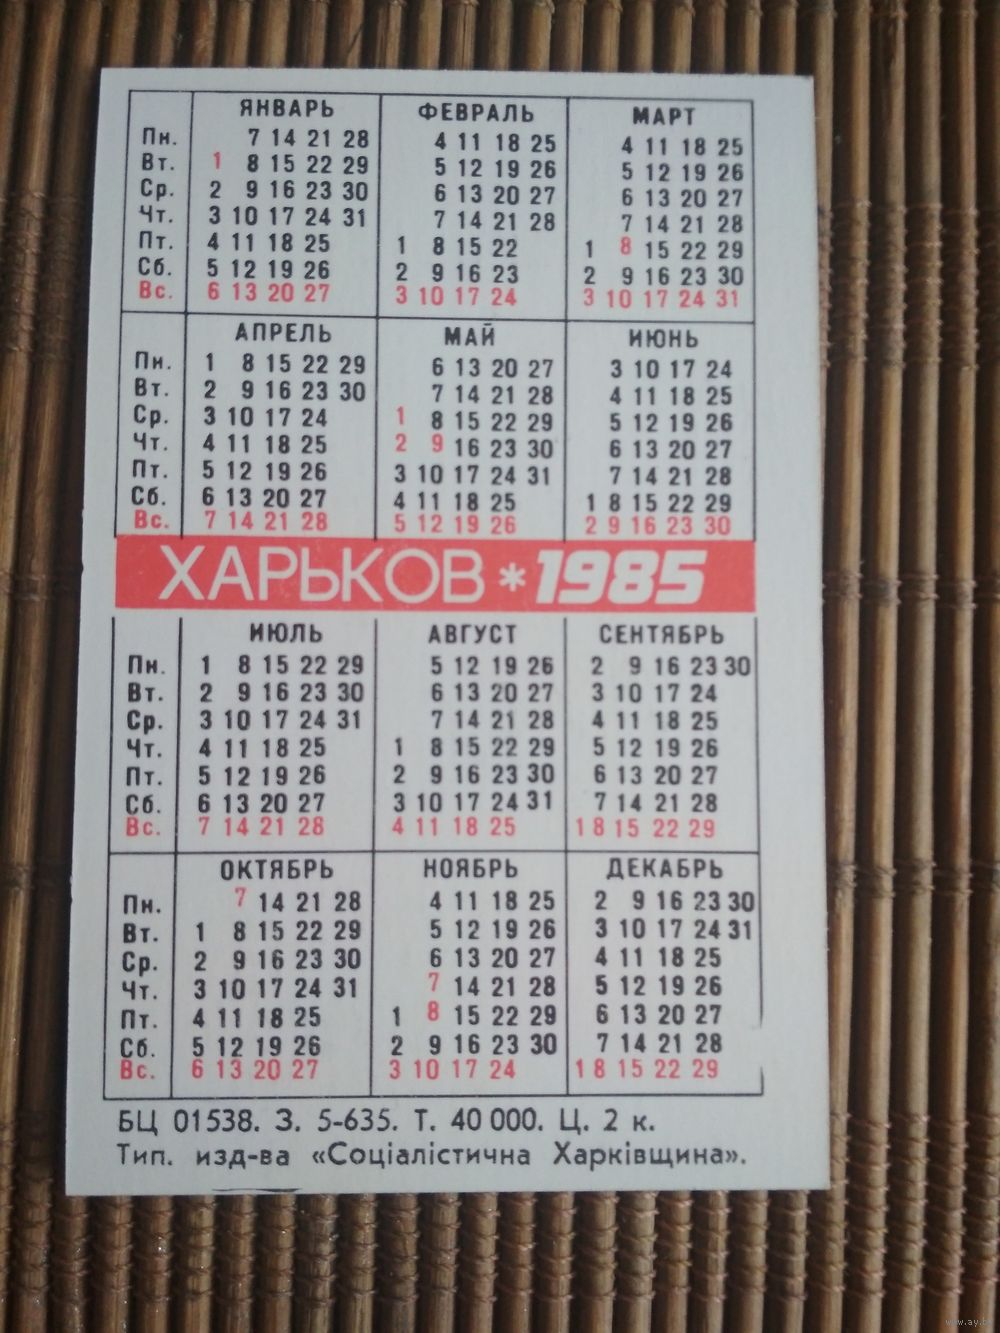 ЯНВАРЬ ФЕВРАЛЬ МАРТ
Пн. 7 14 21 28 4 11 18 25 4 11 18 25
Вт. 1 8 15 22 29 5 12 19 26 5 12 19 26
Ср. 2 9 16 23 30 6 13 20 27 6 13 20 27
Чт. 3 10 17 24 31 7 14 21 28 7 14 21 28
Пт. 4 11 18 25 1 8 15 22 1 8 15 22 29
Сб. 5 12 19 26 2 9 16 23 2 9 16 23 30
Вс. 6 13 20 27 3 10 17 24 3 10 17 24 31
АПРЕЛЬ МАЙ ИЮНЬ
Пн. 1 8 15 22 29 6 13 20 27 3 10 17 24
Вт. 2 9 16 23 30 7 14 21 28 4 11 18 25
Ср. 3 10 17 24 1 8 15 22 29 5 12 19 26
Чт. 4 11 18 25 2 9 16 23 30 6 13 20 27
Пт. 5 12 19 26 3 10 17 24 31 7 14 21 28
Сб. 6 13 20 27 4 11 18 25 1 8 15 22 29
Вс. 7 14 21 28 5 12 19 26 2 9 16 23 30
ХАРЬКОВ * 1985
ИЮЛЬ АВГУСТ СЕНТЯБРЬ
Пн. 1 8 15 22 29 5 12 19 26 2 9 16 23 30
Вт. 2 9 16 23 30 6 13 20 27 3 10 17 24
Ср. 3 10 17 24 31 7 14 21 28 4 11 18 25
Чт. 4 11 18 25 1 8 15 22 29 5 12 19 26
Пт. 5 12 19 26 2 9 16 23 30 6 13 20 27
Сб. 6 13 20 27 3 10 17 24 31 7 14 21 28
Вс. 7 14 21 28 4 11 18 25 1 8 15 22 29
ОКТЯБРЬ НОЯБРЬ ДЕКАБРЬ
Пн. 7 14 21 28 4 11 18 25 2 9 16 23 30
Вт. 1 8 15 22 29 5 12 19 26 3 10 17 24 31
Ср. 2 9 16 23 30 6 13 20 27 4 11 18 25
Чт. 3 10 17 24 31 7 14 21 28 5 12 19 26
Пт. 4 11 18 25 1 8 15 22 29 6 13 20 27
Сб. 5 12 19 26 2 9 16 23 30 7 14 21 28
Вс. 6 13 20 27 3 10 17 24 1 8 15 22 29
БЦ 01538. З. 5-635. Т. 40 000. Ц. 2 к.
Тип. изд-ва «Соціалістична Харківщина».